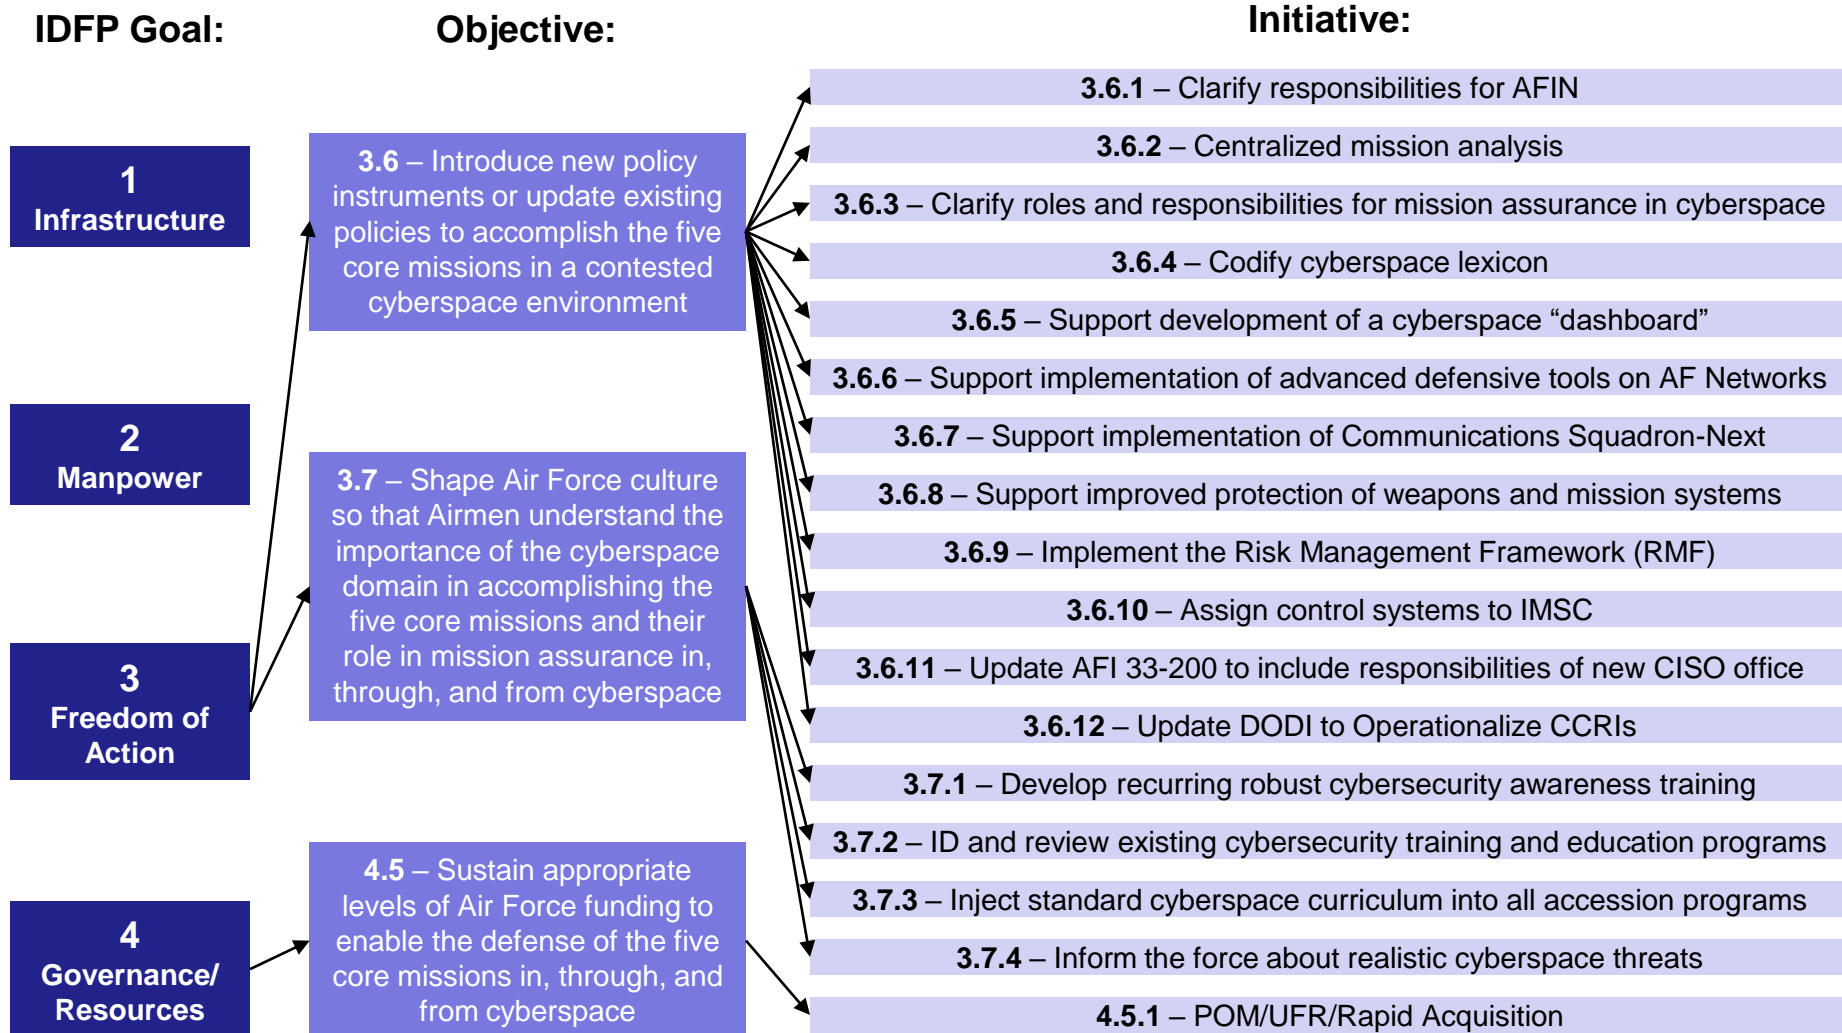 IDFP Goal:
Objective:
Initiative:
1
Infrastructure
2
Manpower
3
Freedom of
Action
4
Governance/
Resources
3.6 – Introduce new policy
instruments or update existing
policies to accomplish the five
core missions in a contested
cyberspace environment
3.7 – Shape Air Force culture
so that Airmen understand the
importance of the cyberspace
domain in accomplishing the
five core missions and their
role in mission assurance in,
through, and from cyberspace
4.5 – Sustain appropriate
levels of Air Force funding to
enable the defense of the five
core missions in, through, and
from cyberspace
3.6.1 – Clarify responsibilities for AFIN
3.6.2 – Centralized mission analysis
3.6.3 – Clarify roles and responsibilities for mission assurance in cyberspace
3.6.4 – Codify cyberspace lexicon
3.6.5 – Support development of a cyberspace “dashboard”
3.6.6 – Support implementation of advanced defensive tools on AF Networks
3.6.7 – Support implementation of Communications Squadron-Next
3.6.8 – Support improved protection of weapons and mission systems
3.6.9 – Implement the Risk Management Framework (RMF)
3.6.10 – Assign control systems to IMSC
3.6.11 – Update AFI 33-200 to include responsibilities of new CISO office
3.6.12 – Update DODI to Operationalize CCRIs
3.7.1 – Develop recurring robust cybersecurity awareness training
3.7.2 – ID and review existing cybersecurity training and education programs
3.7.3 – Inject standard cyberspace curriculum into all accession programs
3.7.4 – Inform the force about realistic cyberspace threats
4.5.1 – POM/UFR/Rapid Acquisition